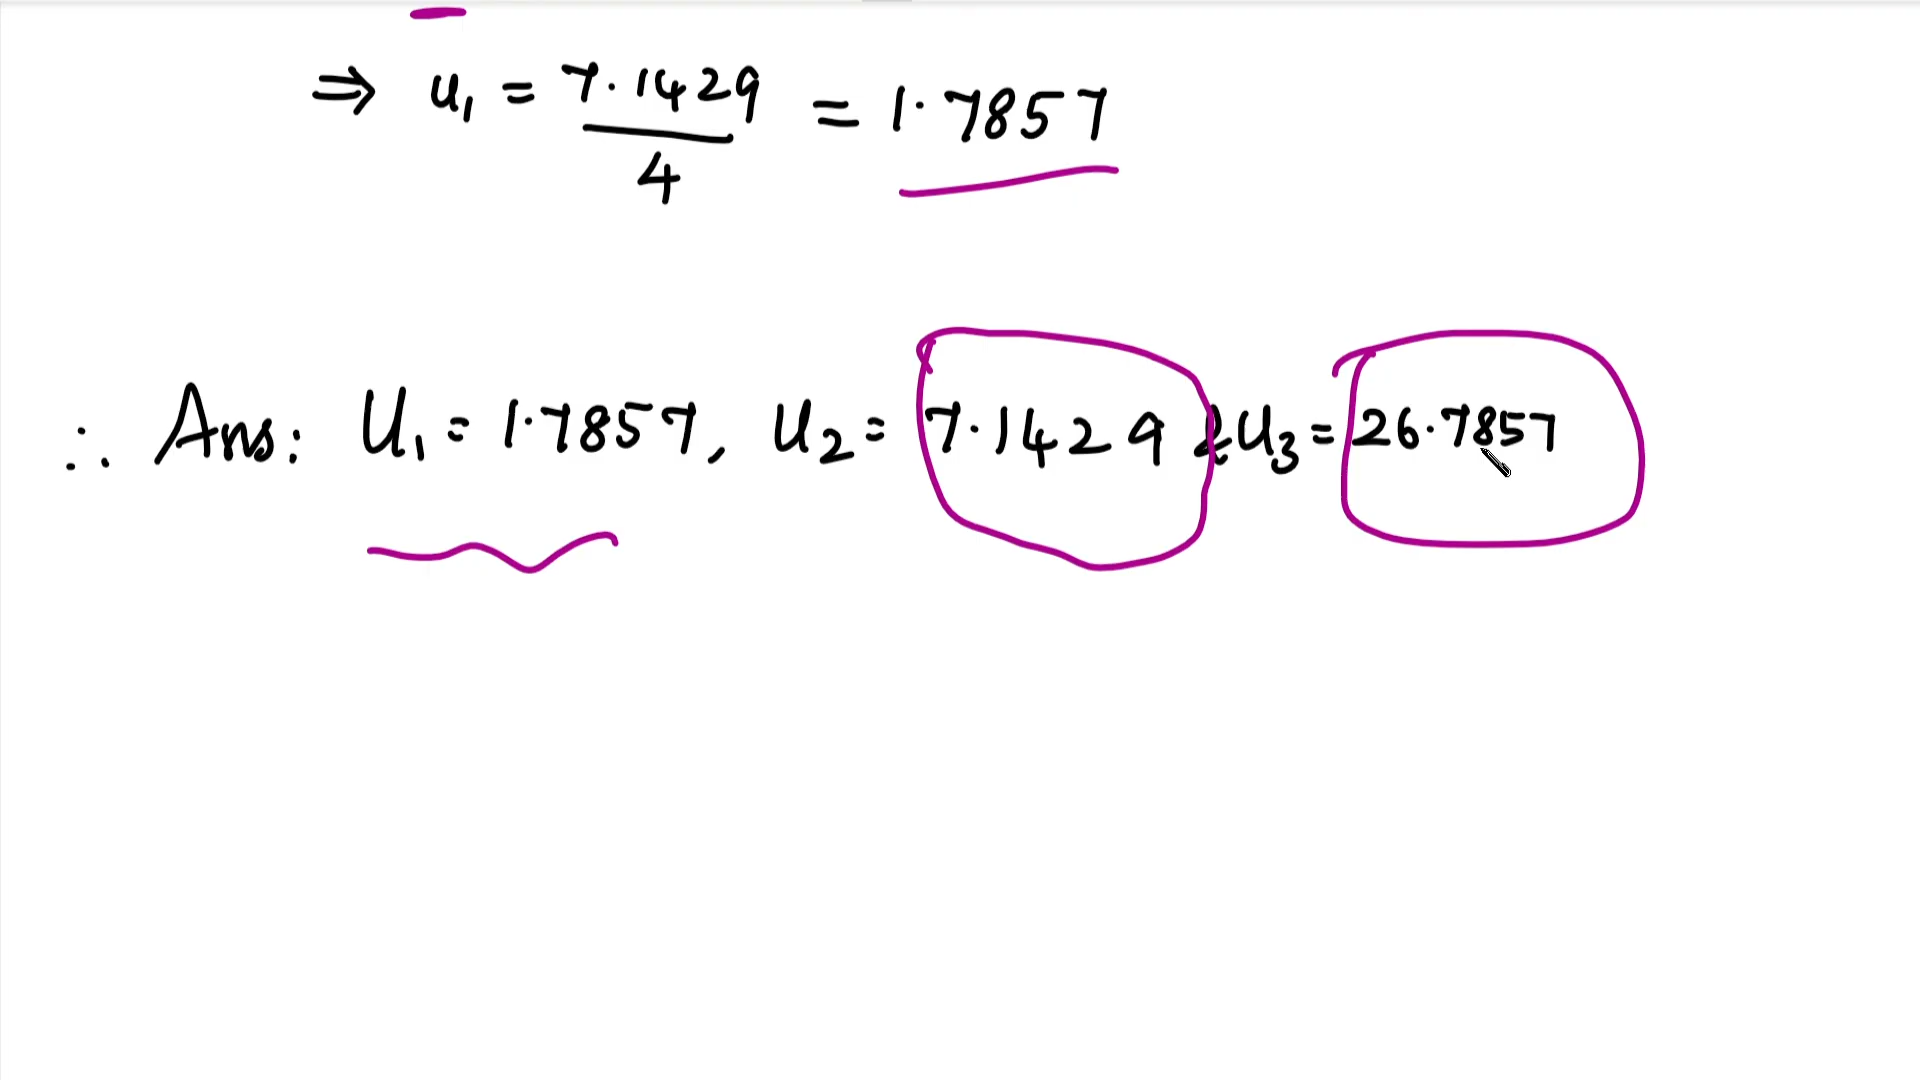 ⇒ u₁ = 7.1429/4 = 1.7857
∴ Ans: U₁ = 1.7857, U₂ = 7.1429 & U₃ = 26.7857